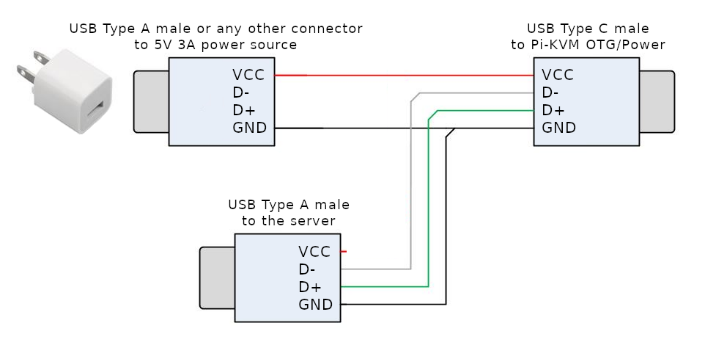 USB Type A male or any other connector
to 5V 3A power source
USB Type C male
to Pi-KVM OTG/Power
VCC
D-
D+
GND
VCC
D-
D+
GND
USB Type A male
to the server
VCC
D-
D+
GND